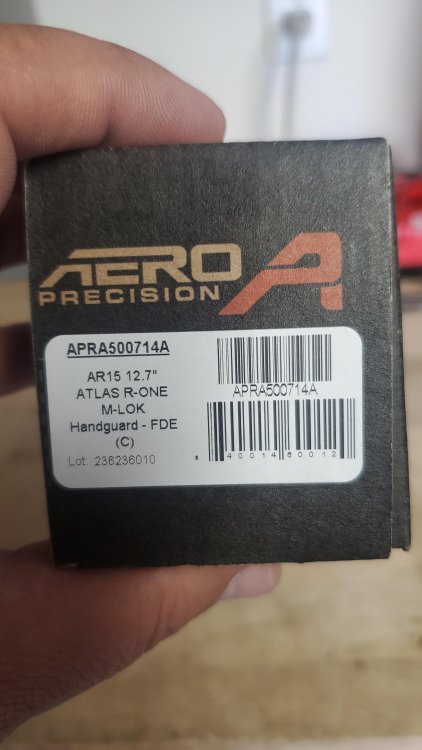 AERO
PRECISION
APRA500714A
AR15 12.7"
ATLAS R-ONE
M-LOK
Handguard - FDE
(C)
Lot: 236236010
APRA500714A